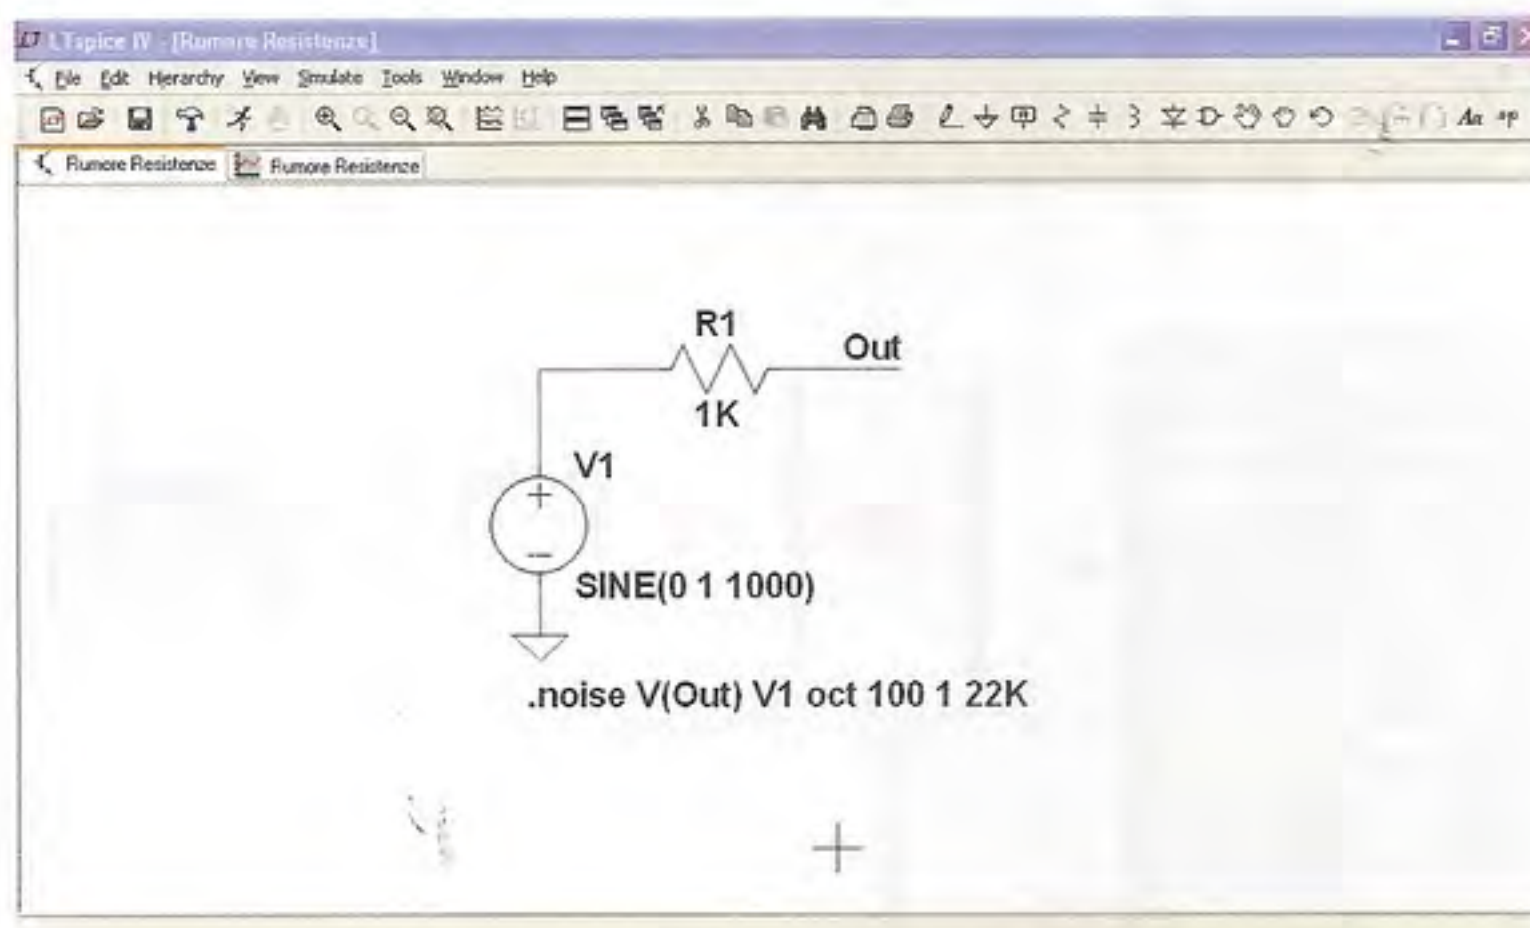 LTspice IV - [Rumore Resistenze]
File Edit Hierarchy View Simulate Tools Window Help
Aa
Rumore Resistenze Rumore Resistenze
R1
Out
1K
V1
SINE(0 1 1000)
.noise V(Out) V1 oct 100 1 22K